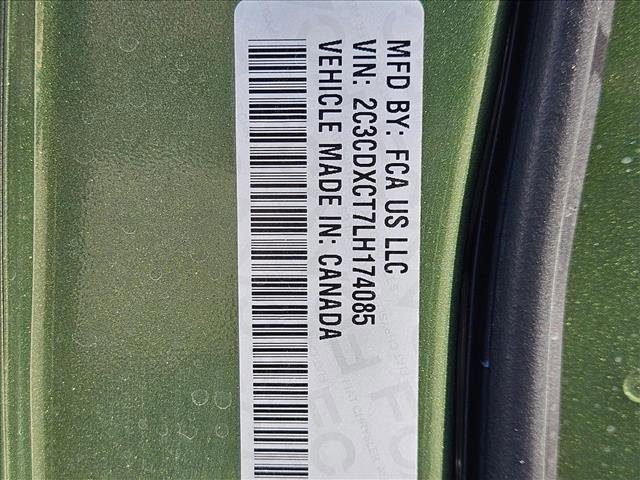 MFD BY: FCA US LLC
VIN: 2C3CDXCT7LH174085
VEHICLE MADE IN: CANADA